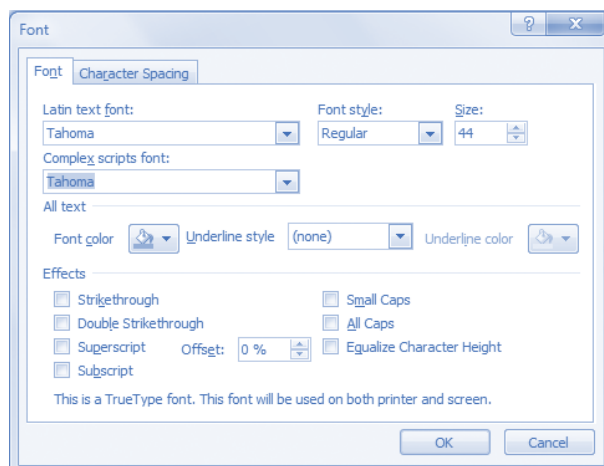 Font
Font Character Spacing
Latin text font: Font style: Size:
Tahoma Regular 44
Complex scripts font:
Tahoma
All text
Font color Underline style (none) Underline color
Effects
Strikethrough Small Caps
Double Strikethrough All Caps
Superscript Offset: 0 % Equalize Character Height
Subscript
This is a TrueType font. This font will be used on both printer and screen.
OK Cancel